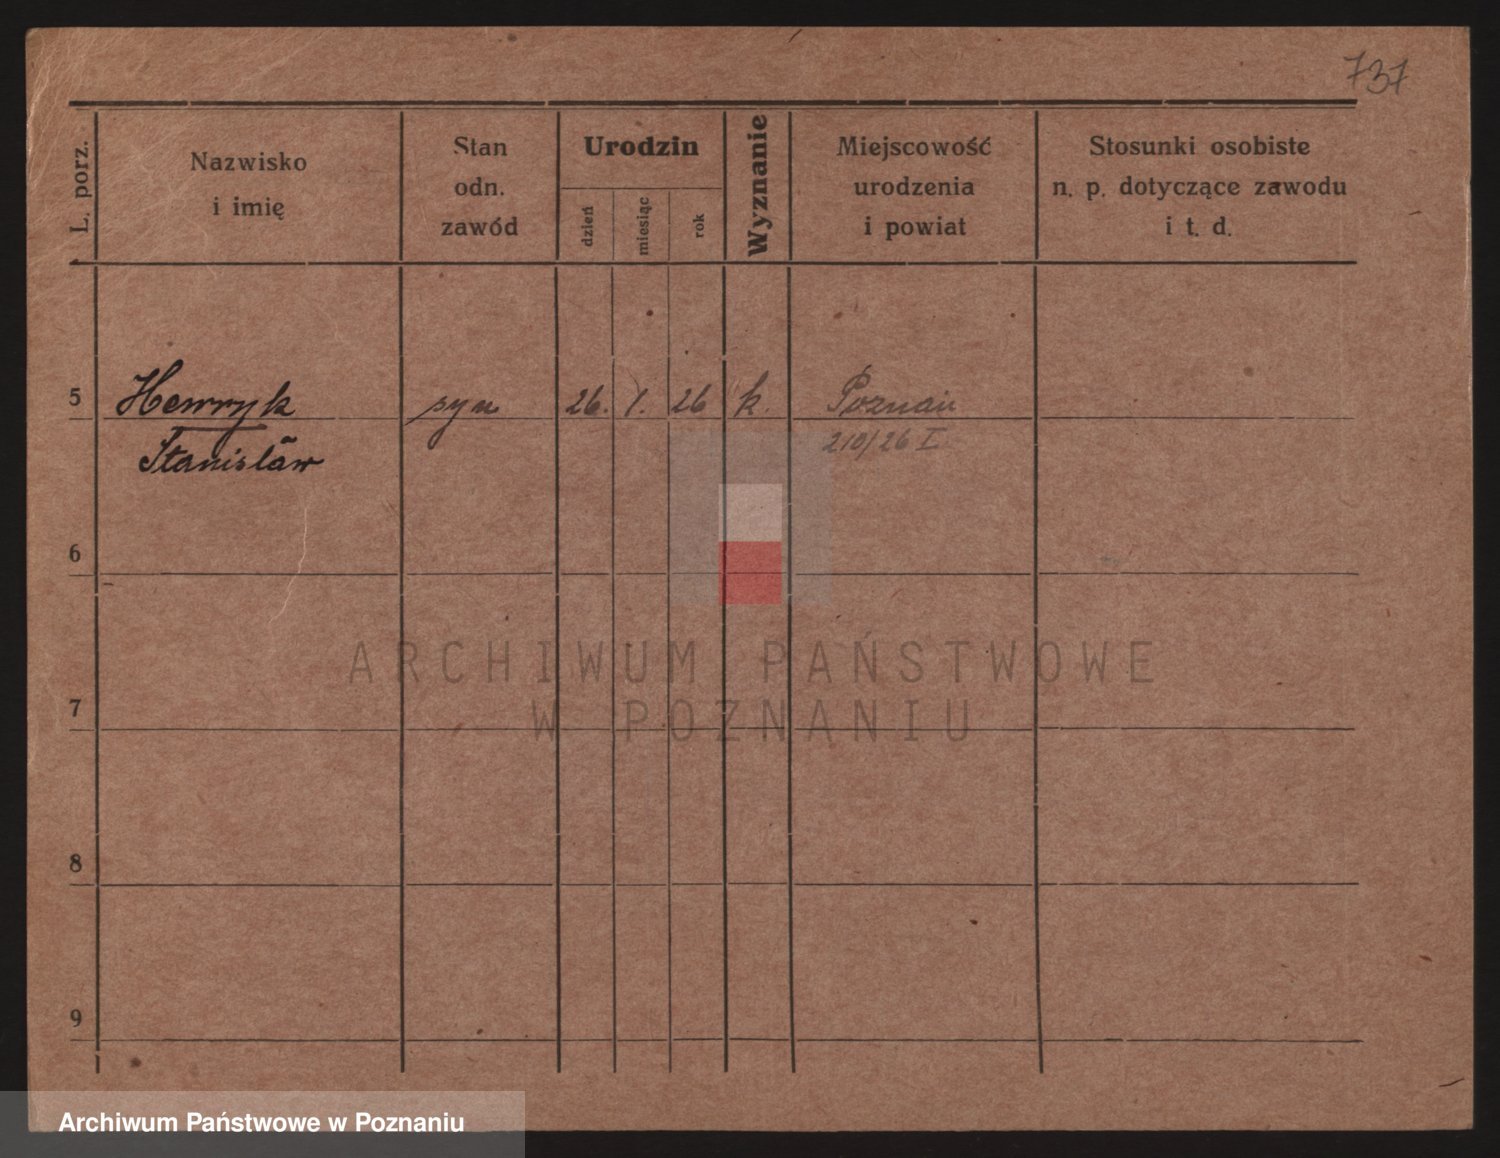 737
L. porz.
Nazwisko
i imię
Stan
odn.
zawód
Urodzin
dzień
miesiąc
rok
Wyznanie
Miejscowość
urodzenia
i powiat
Stosunki osobiste
n. p. dotyczące zawodu
i t. d.
5 Henryk syn 26. 1. 26 k. Poznań
Stanisław 210/26 I
6
7
8
9
ARCHIWUM PAŃSTWOWE
W POZNANIU
Archiwum Państwowe w Poznaniu